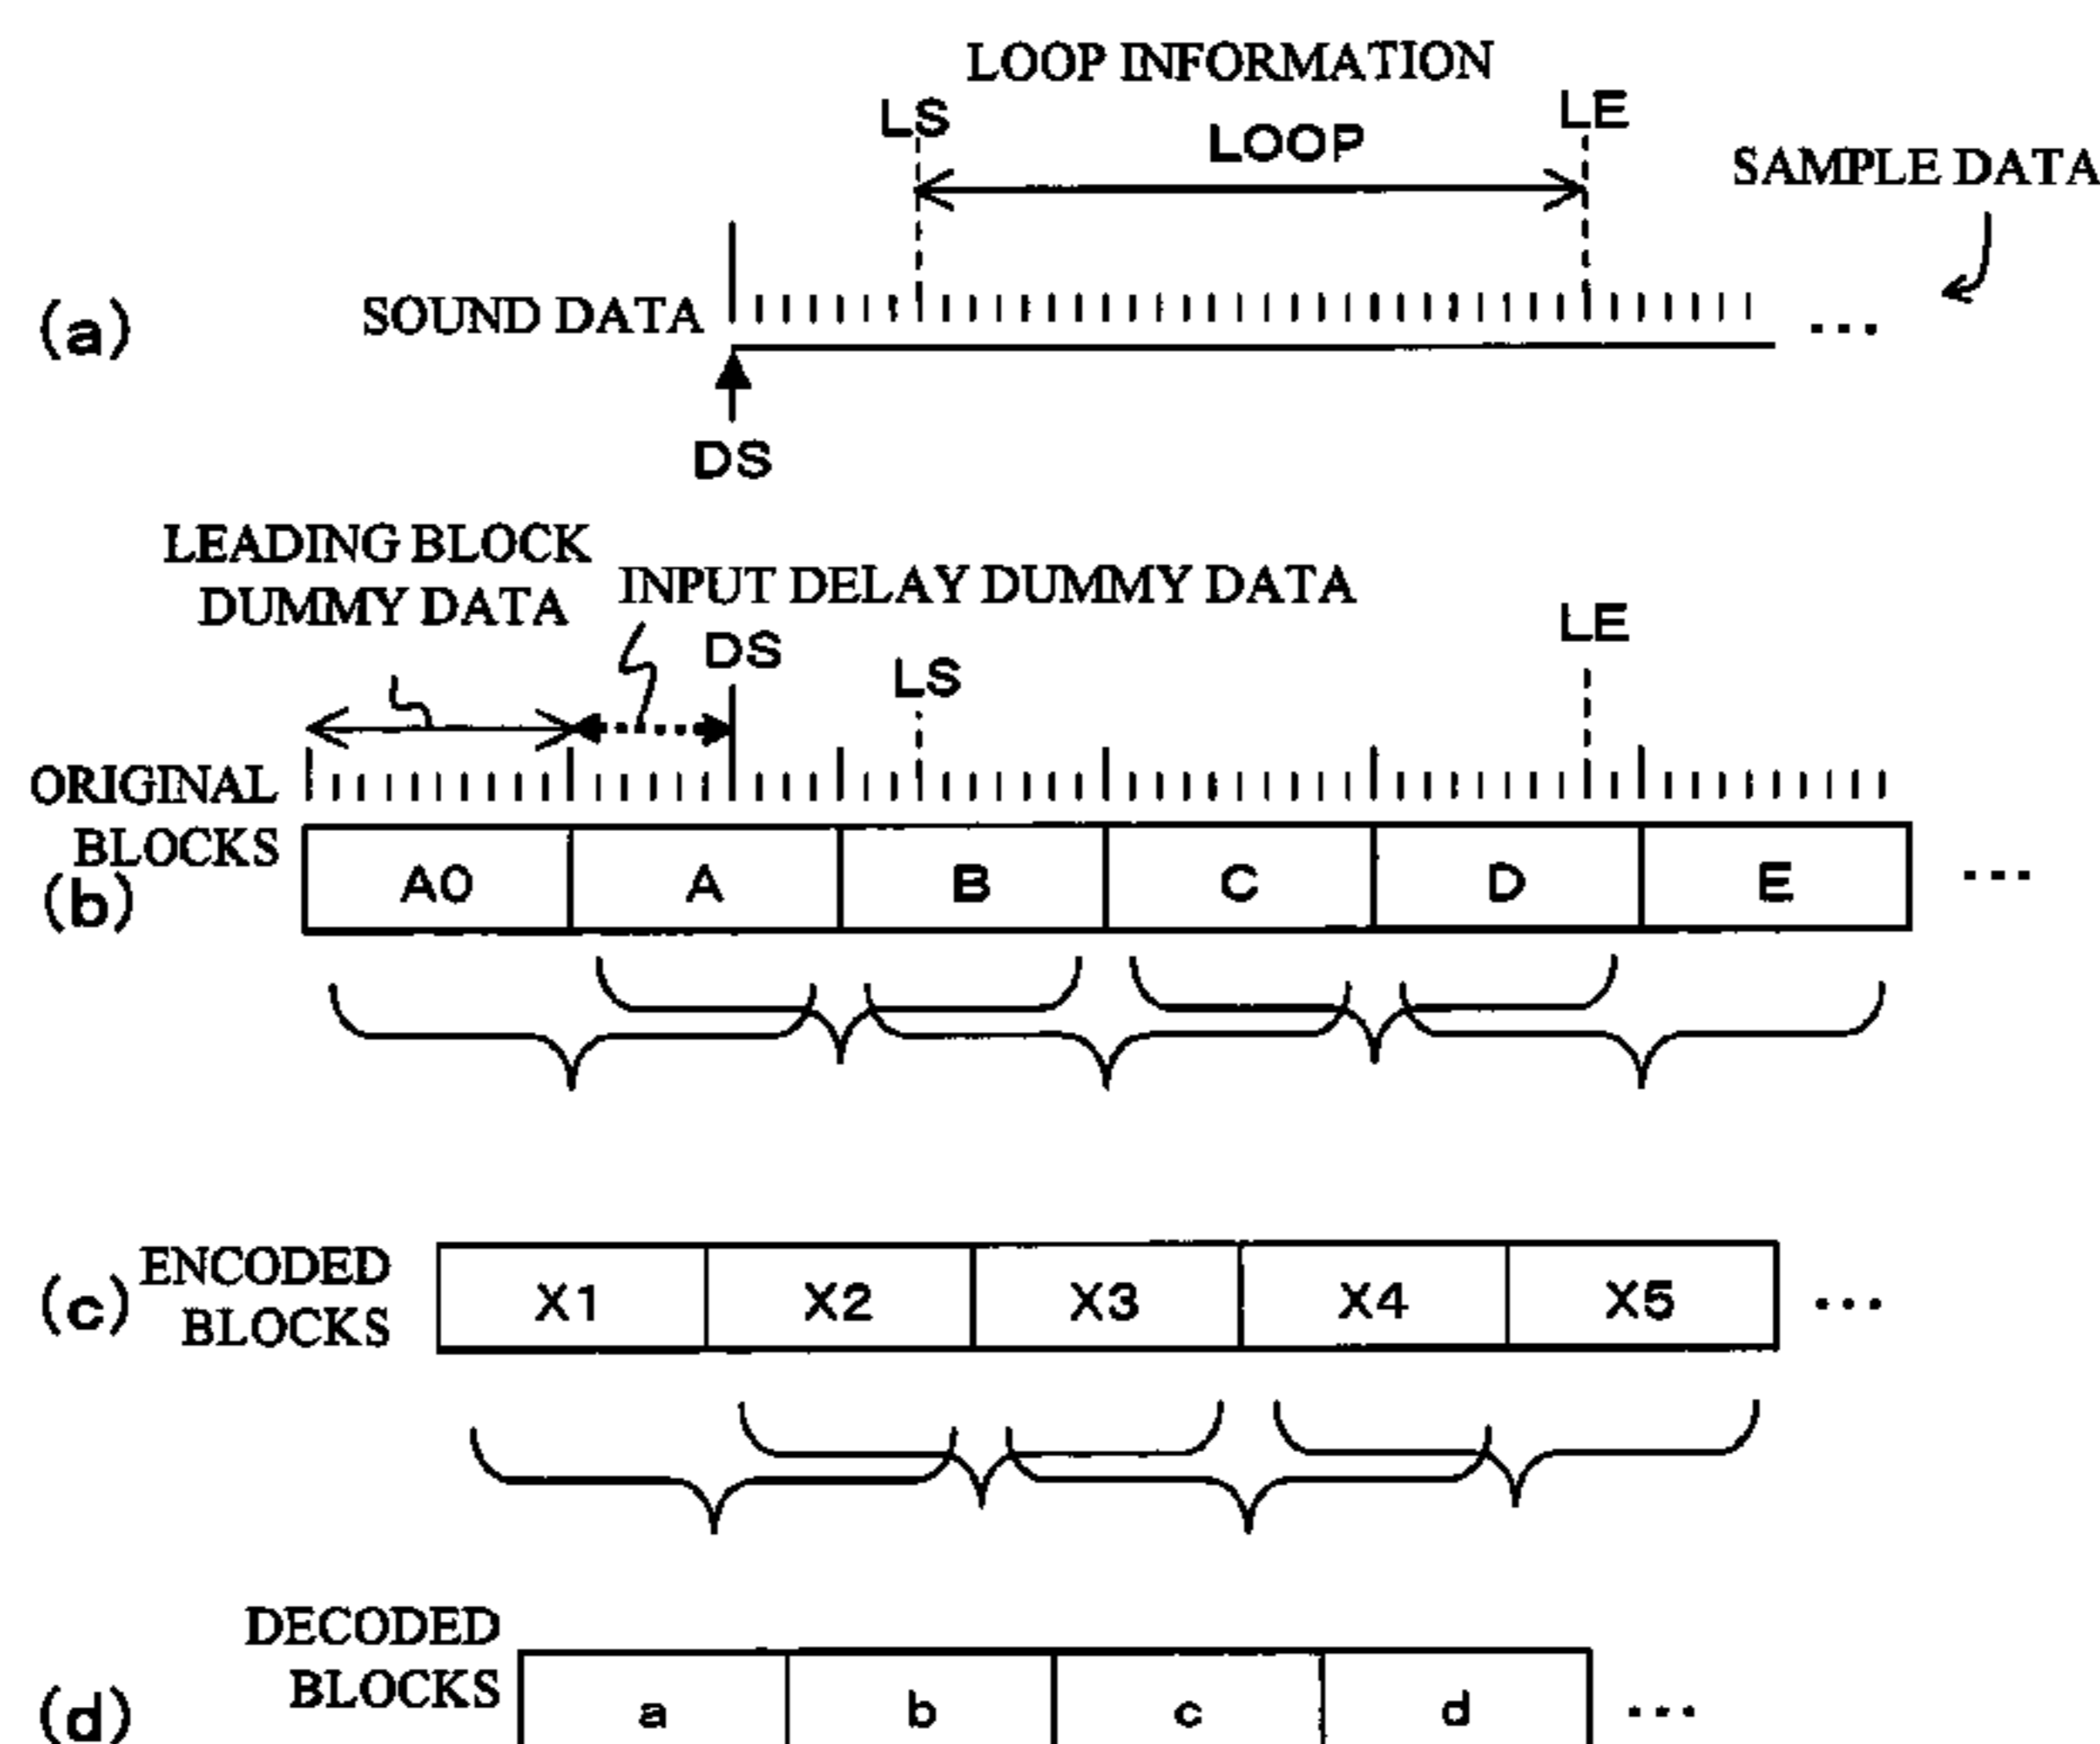 LOOP INFORMATION
LS LOOP LE
SAMPLE DATA
(a) SOUND DATA ...
DS
LEADING BLOCK
DUMMY DATA
INPUT DELAY DUMMY DATA
DS LS LE
ORIGINAL
BLOCKS
(b) A0 A B C D E ...
(c) ENCODED
BLOCKS
X1 X2 X3 X4 X5 ...
DECODED
BLOCKS
(d) a b c d ...